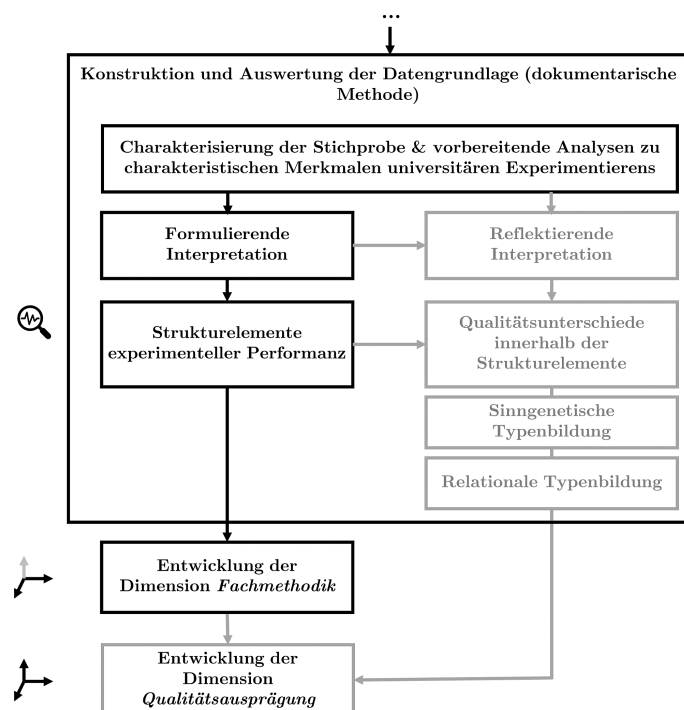 ...
Konstruktion und Auswertung der Datengrundlage (dokumentarische
Methode)
Charakterisierung der Stichprobe & vorbereitende Analysen zu
charakteristischen Merkmalen universitären Experimentierens
Formulierende
Interpretation
Reflektierende
Interpretation
Strukturelemente
experimenteller Performanz
Qualitätsunterschiede
innerhalb der
Strukturelemente
Sinngenetische
Typenbildung
Relationale Typenbildung
Entwicklung der
Dimension Fachmethodik
Entwicklung der
Dimension
Qualitätsausprägung